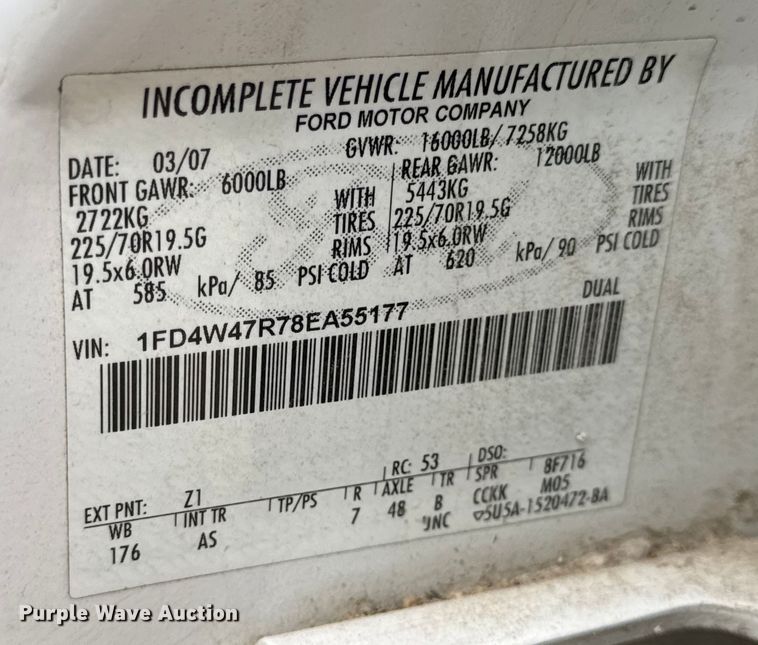 INCOMPLETE VEHICLE MANUFACTURED BY
FORD MOTOR COMPANY
DATE: 03/07 GVWR: 16000LB/ 7258KG
FRONT GAWR: 6000LB REAR GAWR: 12000LB
2722KG WITH 5443KG WITH
225/70R19.5G TIRES 225/70R19.5G TIRES
19.5x6.0RW RIMS 19.5x6.0RW RIMS
AT 585 kPa/ 85 PSI COLD AT 620 kPa/ 90 PSI COLD
DUAL
VIN: 1FD4W47R78EA55177
EXT PNT: Z1 RC: 53 DSO:
WB INT TR TP/PS R AXLE TR SPR 8F716
176 AS 7 48 B CCKK M05
UNC 5U5A-1520472-BA
Purple Wave Auction